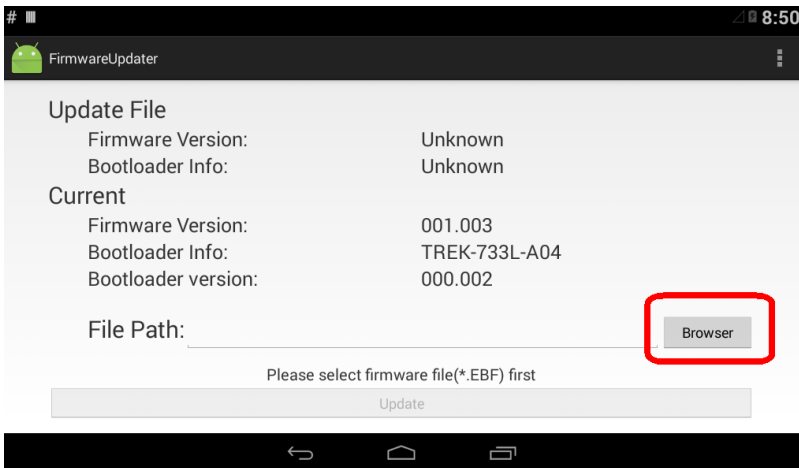 # 8:50
FirmwareUpdater
Update File
Firmware Version: Unknown
Bootloader Info: Unknown
Current
Firmware Version: 001.003
Bootloader Info: TREK-733L-A04
Bootloader version: 000.002
File Path: Browser
Please select firmware file(*.EBF) first
Update